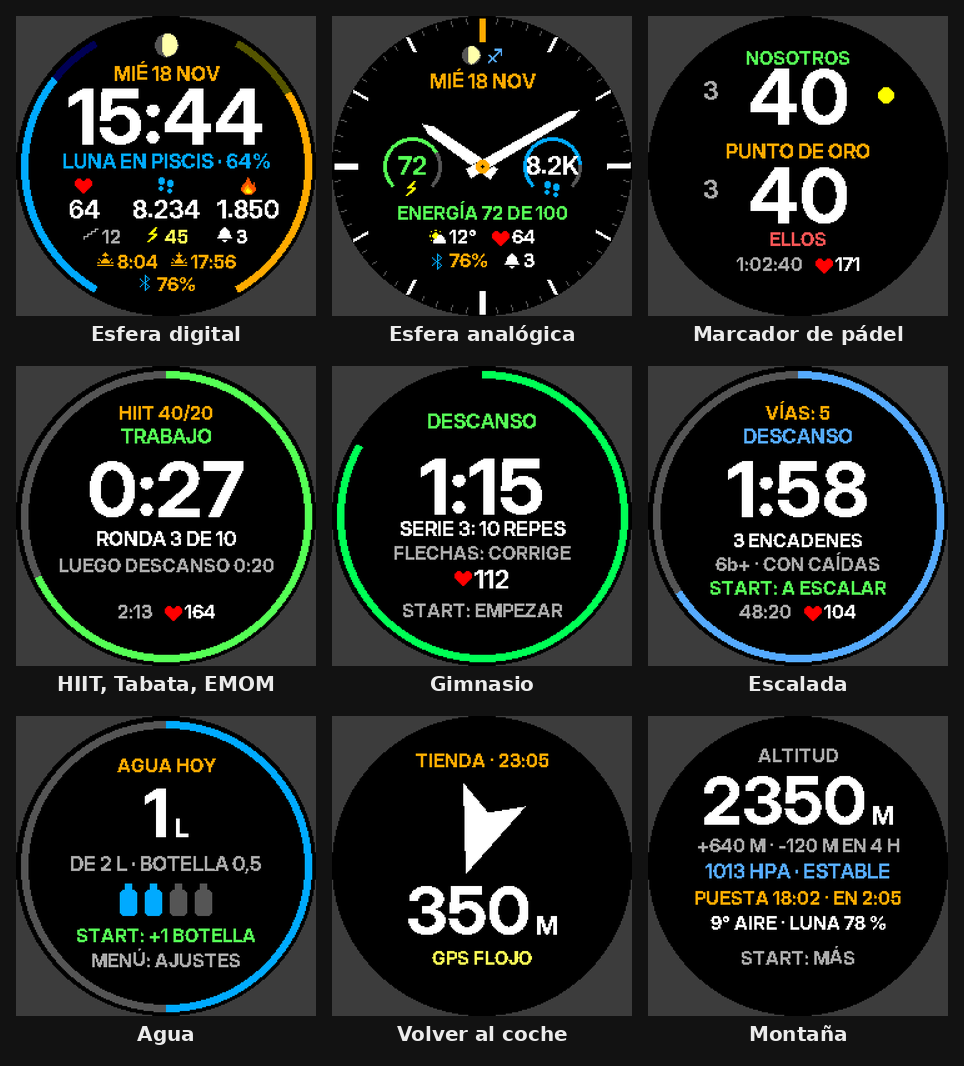 MIÉ 18 NOV
15:44
LUNA EN PISCIS · 64%
64 8.234 1.850
12 45 3
8:04 17:56
76%
Esfera digital
MIÉ 18 NOV
72 8.2K
ENERGÍA 72 DE 100
12° 64
76% 3
Esfera analógica
NOSOTROS
3 40
PUNTO DE ORO
3 40
ELLOS
1:02:40 171
Marcador de pádel
HIIT 40/20
TRABAJO
0:27
RONDA 3 DE 10
LUEGO DESCANSO 0:20
2:13 164
HIIT, Tabata, EMOM
DESCANSO
1:15
SERIE 3: 10 REPES
FLECHAS: CORRIGE
112
START: EMPEZAR
Gimnasio
VÍAS: 5
DESCANSO
1:58
3 ENCADENES
6b+ · CON CAÍDAS
START: A ESCALAR
48:20 104
Escalada
AGUA HOY
1 L
DE 2 L · BOTELLA 0,5
START: +1 BOTELLA
MENÚ: AJUSTES
Agua
TIENDA · 23:05
350 M
GPS FLOJO
Volver al coche
ALTITUD
2350 M
+640 M · -120 M EN 4 H
1013 HPA · ESTABLE
PUESTA 18:02 · EN 2:05
9° AIRE · LUNA 78 %
START: MÁS
Montaña